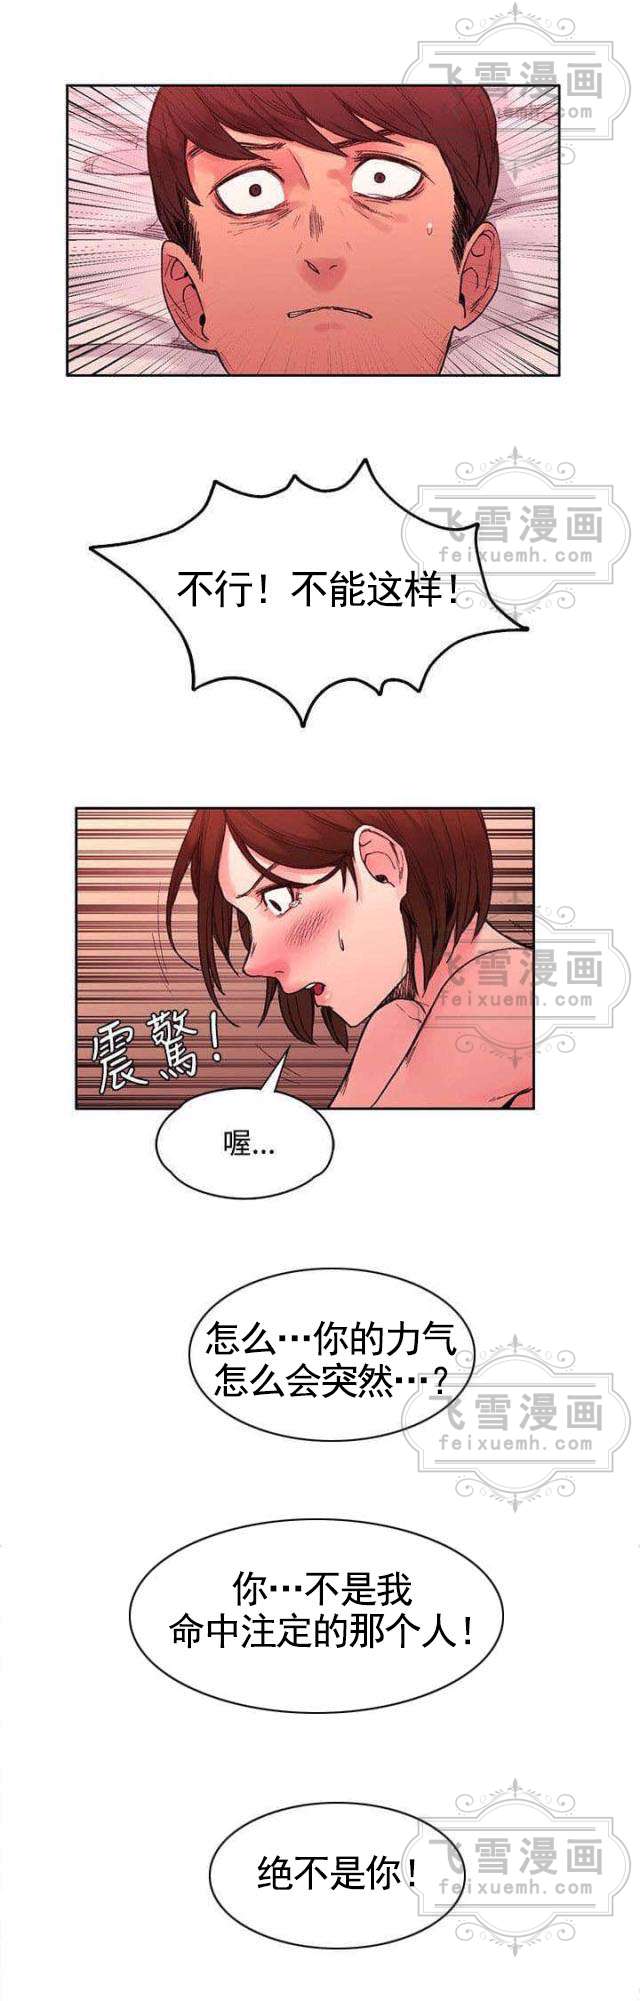 飞雪漫画
飞雪漫画
feixuemh.com
不行！不能这样！
飞雪漫画
feixuemh.com
震驚！
喔...
怎么…你的力气
怎么会突然…？
飞雪漫画
feixuemh.com
你…不是我
命中注定的那个人！
飞雪漫画
feixuemh.com
绝不是你！